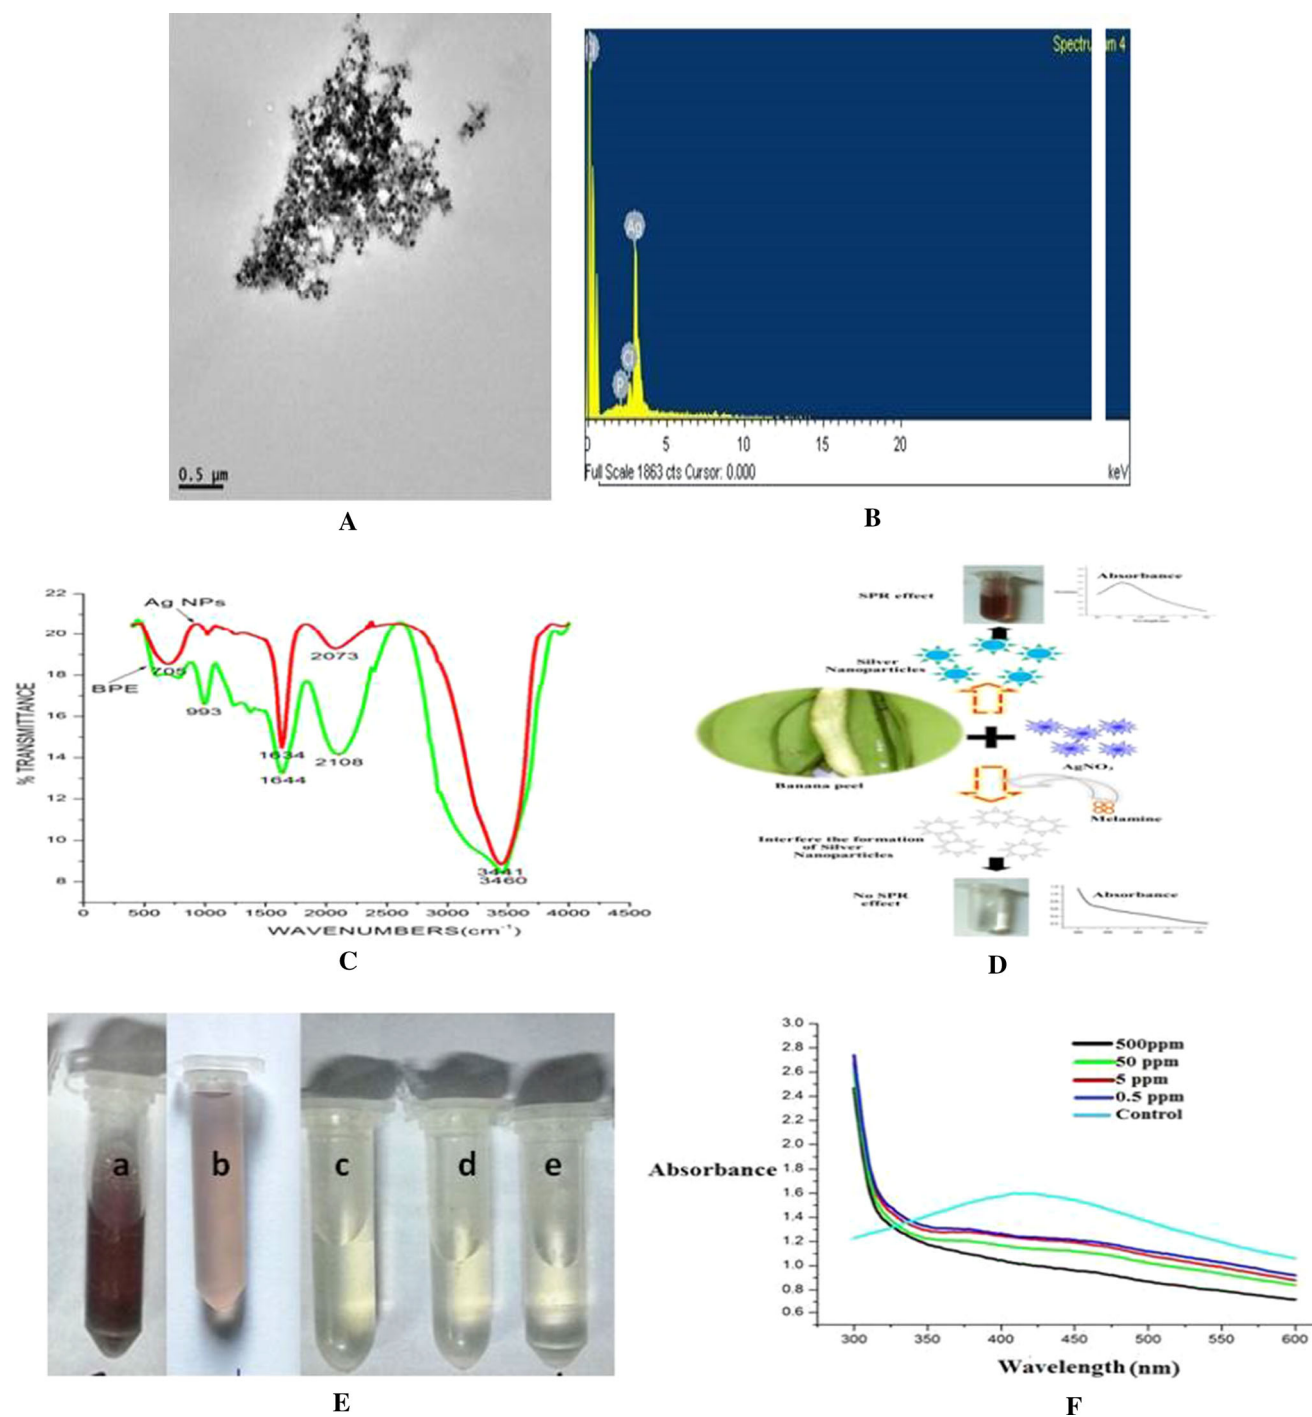 0.5 µm
A
Spectrum 4
Ag
Cl
P
0
5
10
15
20
Full Scale 1863 cts Cursor: 0.000
keV
B
22
20
18
16
14
12
10
8
% TRANSMITTANCE
Ag NPs
BPE
705
993
1634
1644
2073
2108
3441
3460
0
500
1000
1500
2000
2500
3000
3500
4000
4500
WAVENUMBERS(cm⁻¹)
C
SPR effect
Absorbance
Silver
Nanoparticles
Banana peel
AgNO₃
Melamine
Interfere the formation
of Silver
Nanoparticles
No SPR
effect
Absorbance
D
a
b
c
d
e
E
3.0
2.8
2.6
2.4
2.2
2.0
1.8
1.6
1.4
1.2
1.0
0.8
0.6
Absorbance
500ppm
50 ppm
5 ppm
0.5 ppm
Control
300
350
400
450
500
550
600
Wavelength (nm)
F